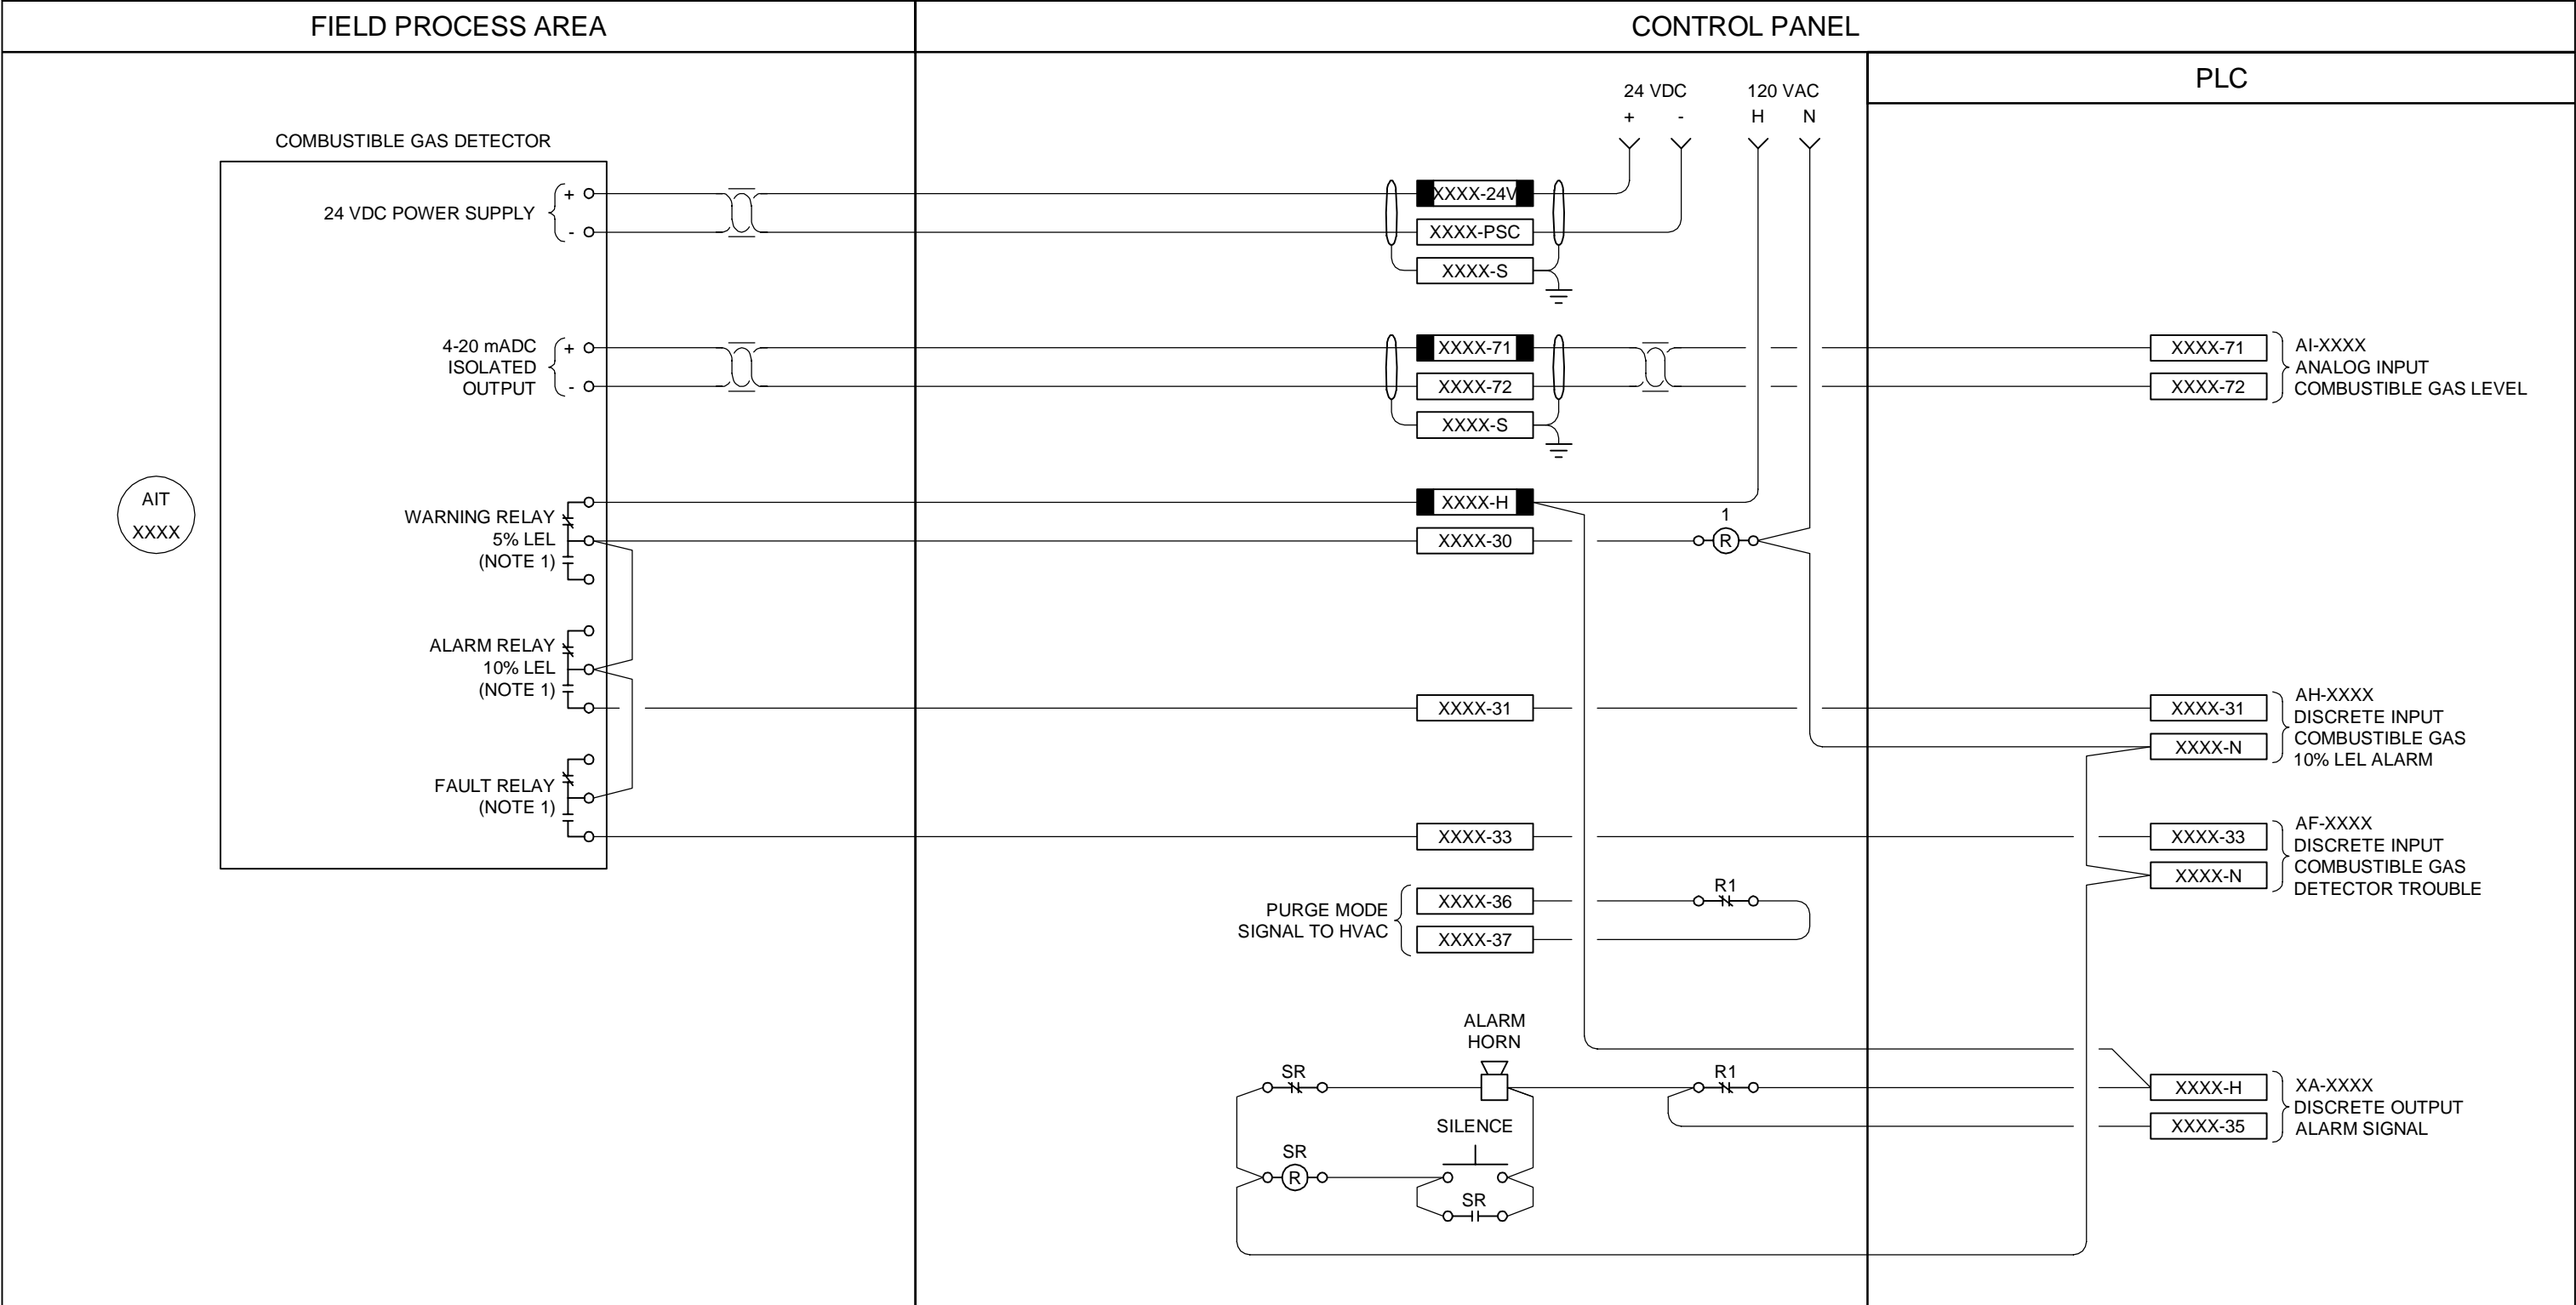 FIELD PROCESS AREA
CONTROL PANEL
PLC
24 VDC
120 VAC
+
-
H
N
COMBUSTIBLE GAS DETECTOR
24 VDC POWER SUPPLY
+
-
XXXX-24V
XXXX-PSC
XXXX-S
4-20 mADC
ISOLATED
OUTPUT
+
-
XXXX-71
XXXX-72
XXXX-S
XXXX-71
XXXX-72
AI-XXXX
ANALOG INPUT
COMBUSTIBLE GAS LEVEL
AIT
XXXX
WARNING RELAY
5% LEL
(NOTE 1)
XXXX-H
XXXX-30
1
R
ALARM RELAY
10% LEL
(NOTE 1)
XXXX-31
XXXX-31
XXXX-N
AH-XXXX
DISCRETE INPUT
COMBUSTIBLE GAS
10% LEL ALARM
FAULT RELAY
(NOTE 1)
XXXX-33
XXXX-33
XXXX-N
AF-XXXX
DISCRETE INPUT
COMBUSTIBLE GAS
DETECTOR TROUBLE
PURGE MODE
SIGNAL TO HVAC
XXXX-36
XXXX-37
R1
ALARM
HORN
SR
R1
XXXX-H
XXXX-35
XA-XXXX
DISCRETE OUTPUT
ALARM SIGNAL
SILENCE
SR
R
SR